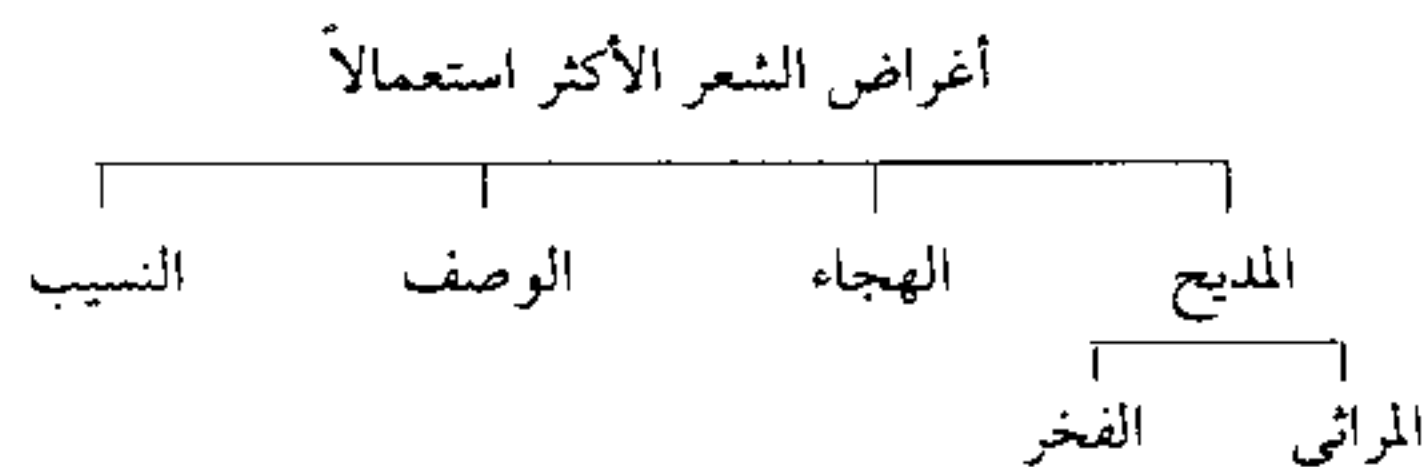 أغراض الشعر الأكثر استعمالاً
المديح الهجاء الوصف النسيب
المراثي الفخر